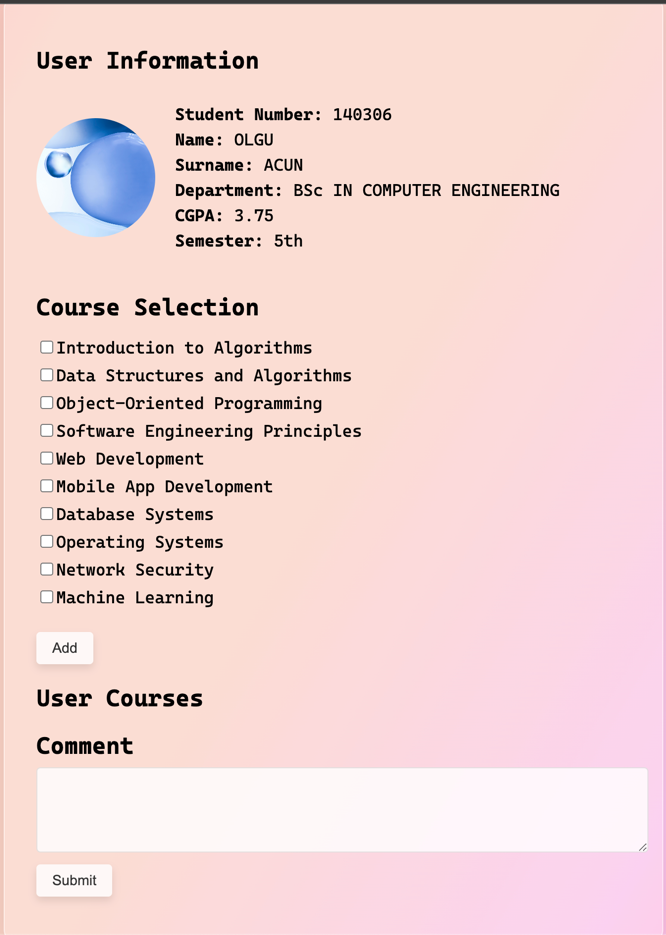 User Information
Student Number: 140306
Name: OLGU
Surname: ACUN
Department: BSc IN COMPUTER ENGINEERING
CGPA: 3.75
Semester: 5th
Course Selection
Introduction to Algorithms
Data Structures and Algorithms
Object-Oriented Programming
Software Engineering Principles
Web Development
Mobile App Development
Database Systems
Operating Systems
Network Security
Machine Learning
Add
User Courses
Comment
Submit